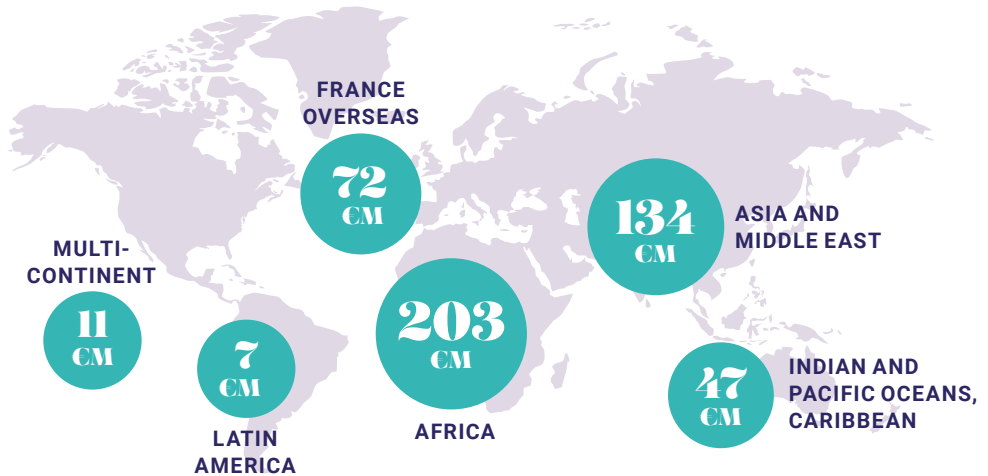 FRANCE
OVERSEAS
72
€M
134
€M
ASIA AND
MIDDLE EAST
MULTI-
CONTINENT
11
€M
7
€M
LATIN
AMERICA
203
€M
AFRICA
47
€M
INDIAN AND
PACIFIC OCEANS,
CARIBBEAN